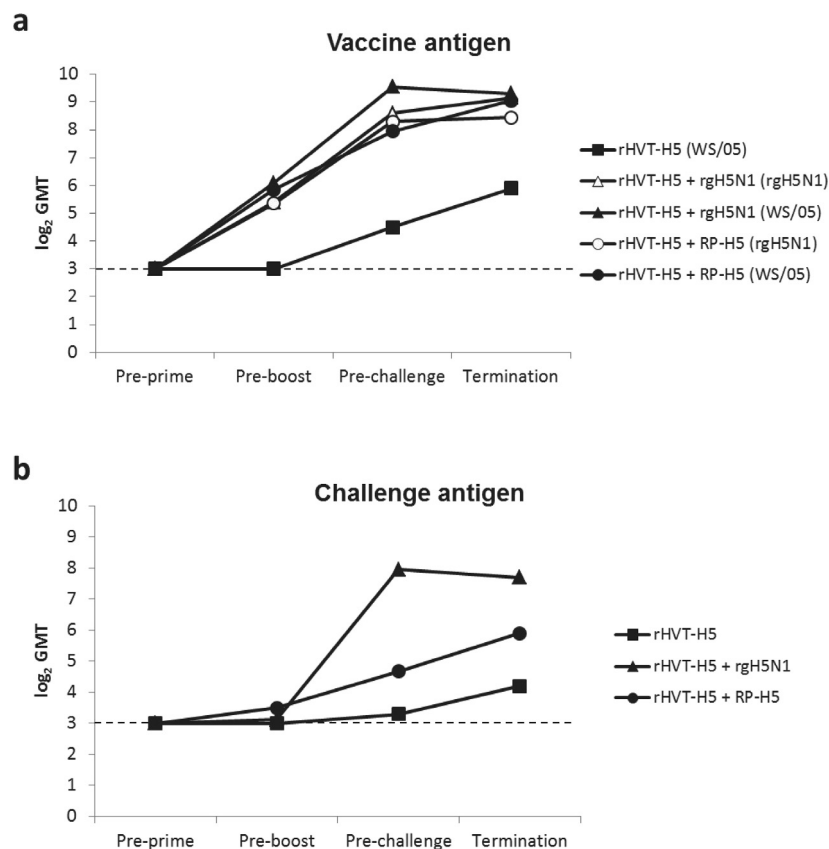 a
Vaccine antigen
10
9
8
7
6
5
4
3
2
1
0
log₂ GMT
Pre-prime Pre-boost Pre-challenge Termination
rHVT-H5 (WS/05)
rHVT-H5 + rgH5N1 (rgH5N1)
rHVT-H5 + rgH5N1 (WS/05)
rHVT-H5 + RP-H5 (rgH5N1)
rHVT-H5 + RP-H5 (WS/05)
b
Challenge antigen
10
9
8
7
6
5
4
3
2
1
0
log₂ GMT
Pre-prime Pre-boost Pre-challenge Termination
rHVT-H5
rHVT-H5 + rgH5N1
rHVT-H5 + RP-H5